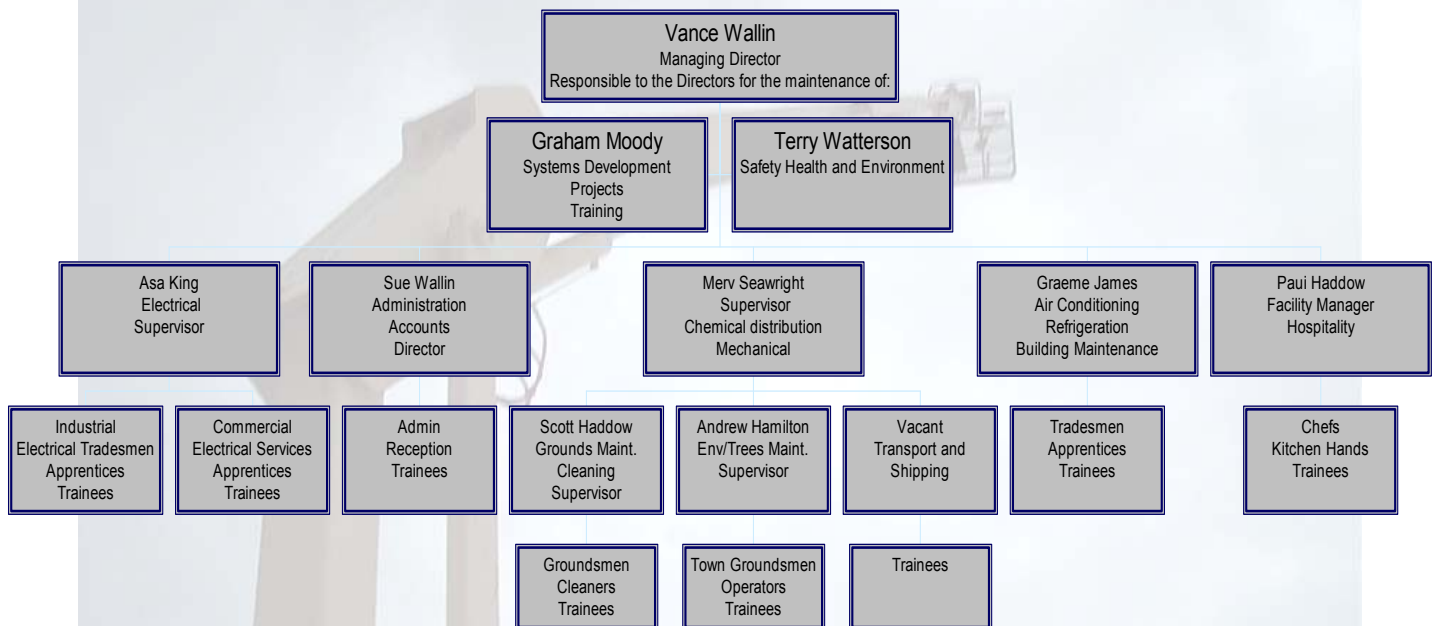 Vance Wallin
Managing Director
Responsible to the Directors for the maintenance of:
Graham Moody
Systems Development
Projects
Training
Terry Watterson
Safety Health and Environment
Asa King
Electrical
Supervisor
Sue Wallin
Administration
Accounts
Director
Merv Seawright
Supervisor
Chemical distribution
Mechanical
Graeme James
Air Conditioning
Refrigeration
Building Maintenance
Paui Haddow
Facility Manager
Hospitality
Industrial
Electrical Tradesmen
Apprentices
Trainees
Commercial
Electrical Services
Apprentices
Trainees
Admin
Reception
Trainees
Scott Haddow
Grounds Maint.
Cleaning
Supervisor
Andrew Hamilton
Env/Trees Maint.
Supervisor
Vacant
Transport and
Shipping
Tradesmen
Apprentices
Trainees
Chefs
Kitchen Hands
Trainees
Groundsmen
Cleaners
Trainees
Town Groundsmen
Operators
Trainees
Trainees